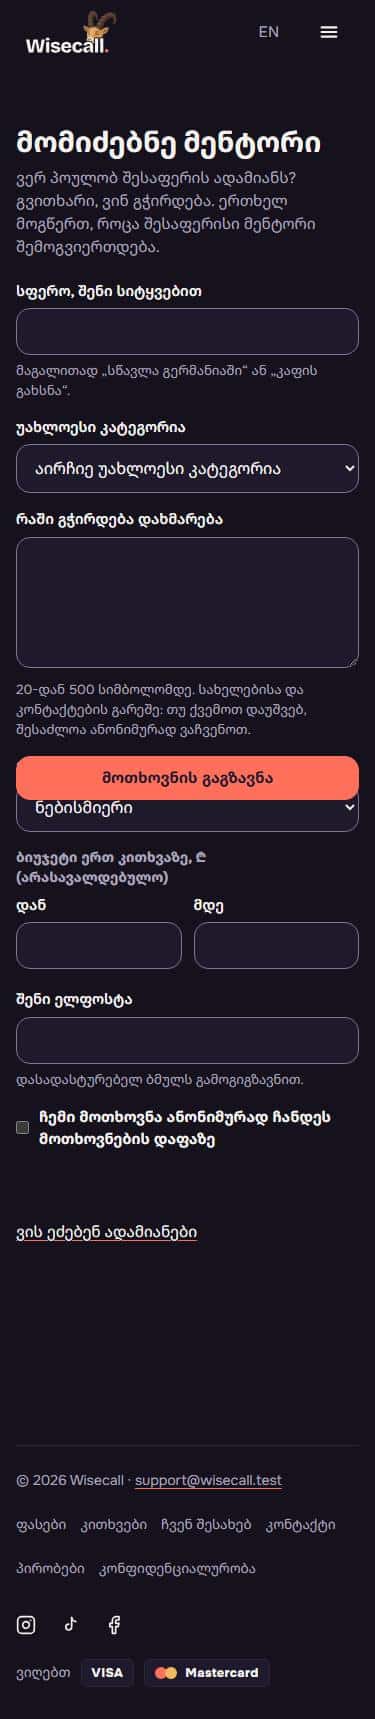 Wisecall.
EN
მომიძებნე მენტორი
ვერ პოულობ შესაფერის ადამიანს?
გვითხარი, ვინ გჭირდება. ერთხელ
მოგწერთ, როცა შესაფერისი მენტორი
შემოგვიერთდება.
სფერო, შენი სიტყვებით
მაგალითად „სწავლა გერმანიაში“ ან „კაფის
გახსნა“.
უახლოესი კატეგორია
აირჩიე უახლოესი კატეგორია
რაში გჭირდება დახმარება
20-დან 500 სიმბოლომდე. სახელებისა და
კონტაქტების გარეშე: თუ ქვემოთ დაუშვებ,
შესაძლოა ანონიმურად ვაჩვენოთ.
მოთხოვნის გაგზავნა
ნებისმიერი
ბიუჯეტი ერთ კითხვაზე, ₾
(არასავალდებულო)
დან მდე
შენი ელფოსტა
დასადასტურებელ ბმულს გამოგიგზავნით.
ჩემი მოთხოვნა ანონიმურად ჩანდეს
მოთხოვნების დაფაზე
ვის ეძებენ ადამიანები
© 2026 Wisecall · support@wisecall.test
ფასები კითხვები ჩვენ შესახებ კონტაქტი
პირობები კონფიდენციალურობა
ვიღებთ VISA Mastercard